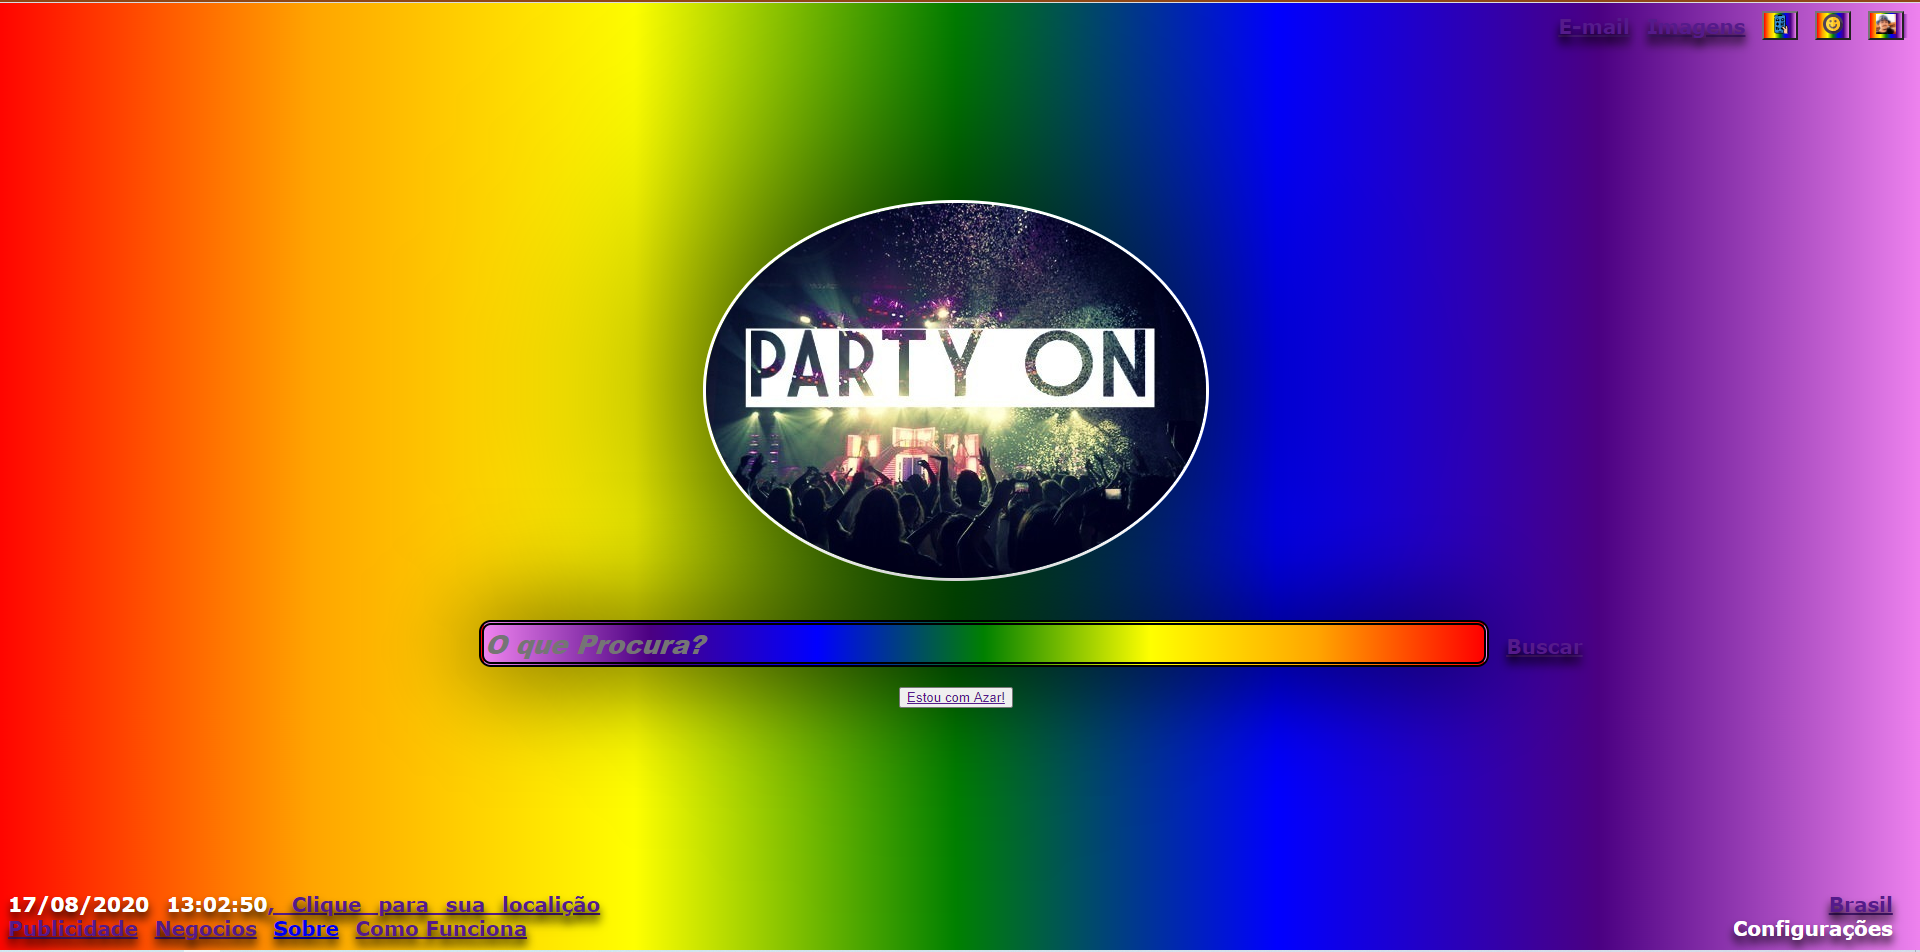 E-mail Imagens
PARTY ON
O que Procura?
Buscar
Estou com Azar!
17/08/2020 13:02:50, Clique para sua localição
Publicidade Negocios Sobre Como Funciona
Brasil
Configurações